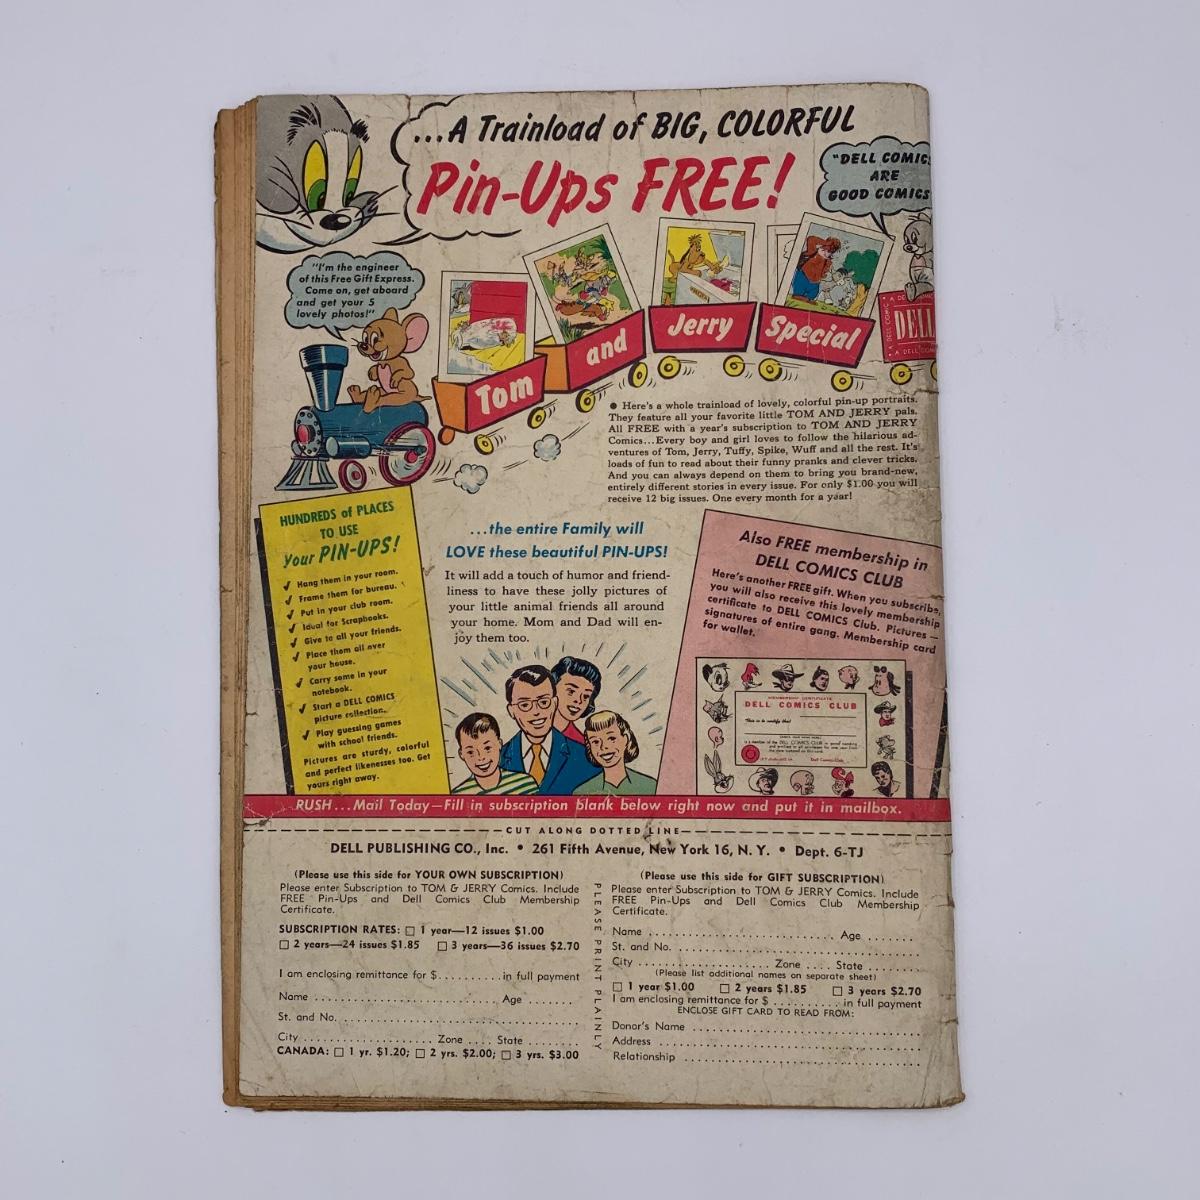 ...A Trainload of BIG, COLORFUL
Pin-Ups FREE!
"DELL COMICS
ARE
GOOD COMICS
"I'm the engineer
of this Free Gift Express.
Come on, get aboard
and get your 5
lovely photos!"
Tom
and
Jerry
Special
DELL
● Here's a whole trainload of lovely, colorful pin-up portraits.
They feature all your favorite little TOM AND JERRY pals.
All FREE with a year's subscription to TOM AND JERRY
Comics...Every boy and girl loves to follow the hilarious ad-
ventures of Tom, Jerry, Tuffy, Spike, Wuff and all the rest. It's
loads of fun to read about their funny pranks and clever tricks.
And you can always depend on them to bring you brand-new,
entirely different stories in every issue. For only $1.00 you will
receive 12 big issues. One every month for a year!
HUNDREDS of PLACES
TO USE
your PIN-UPS!
✓ Hang them in your room.
✓ Frame them for bureau.
✓ Put in your club room.
✓ Ideal for Scrapbooks.
✓ Give to all your friends.
✓ Place them all over
your house.
✓ Carry some in your
notebook.
✓ Start a DELL COMICS
picture collection.
✓ Play guessing games
with school friends.
Pictures are sturdy, colorful
and perfect likenesses too. Get
yours right away.
...the entire Family will
LOVE these beautiful PIN-UPS!
It will add a touch of humor and friend-
liness to have these jolly pictures of
your little animal friends all around
your home. Mom and Dad will en-
joy them too.
Also FREE membership in
DELL COMICS CLUB
Here's another FREE gift. When you subscribe,
you will also receive this lovely membership
certificate to DELL COMICS Club. Pictures —
signatures of entire gang. Membership card
for wallet.
MEMBERSHIP CERTIFICATE
DELL COMICS CLUB
This is to certify that
RUSH...Mail Today—Fill in subscription blank below right now and put it in mailbox.
CUT ALONG DOTTED LINE
DELL PUBLISHING CO., Inc. • 261 Fifth Avenue, New York 16, N. Y. • Dept. 6-TJ
(Please use this side for YOUR OWN SUBSCRIPTION)
Please enter Subscription to TOM & JERRY Comics. Include
FREE Pin-Ups and Dell Comics Club Membership
Certificate.
SUBSCRIPTION RATES: □ 1 year—12 issues $1.00
□ 2 years—24 issues $1.85 □ 3 years—36 issues $2.70
I am enclosing remittance for $.......... in full payment
Name .............................. Age .......
St. and No. ........................................
City .......................... Zone .... State ........
CANADA: □ 1 yr. $1.20; □ 2 yrs. $2.00; □ 3 yrs. $3.00
PLEASE PRINT PLAINLY
(Please use this side for GIFT SUBSCRIPTION)
Please enter Subscription to TOM & JERRY Comics. Include
FREE Pin-Ups and Dell Comics Club Membership
Certificate.
Name ................................ Age .......
St. and No. ........................................
City .......................... Zone .... State ........
(Please list additional names on separate sheet)
□ 1 year $1.00 □ 2 years $1.85 □ 3 years $2.70
I am enclosing remittance for $ .......... in full payment
ENCLOSE GIFT CARD TO READ FROM:
Donor's Name ......................................
Address ...........................................
Relationship ......................................